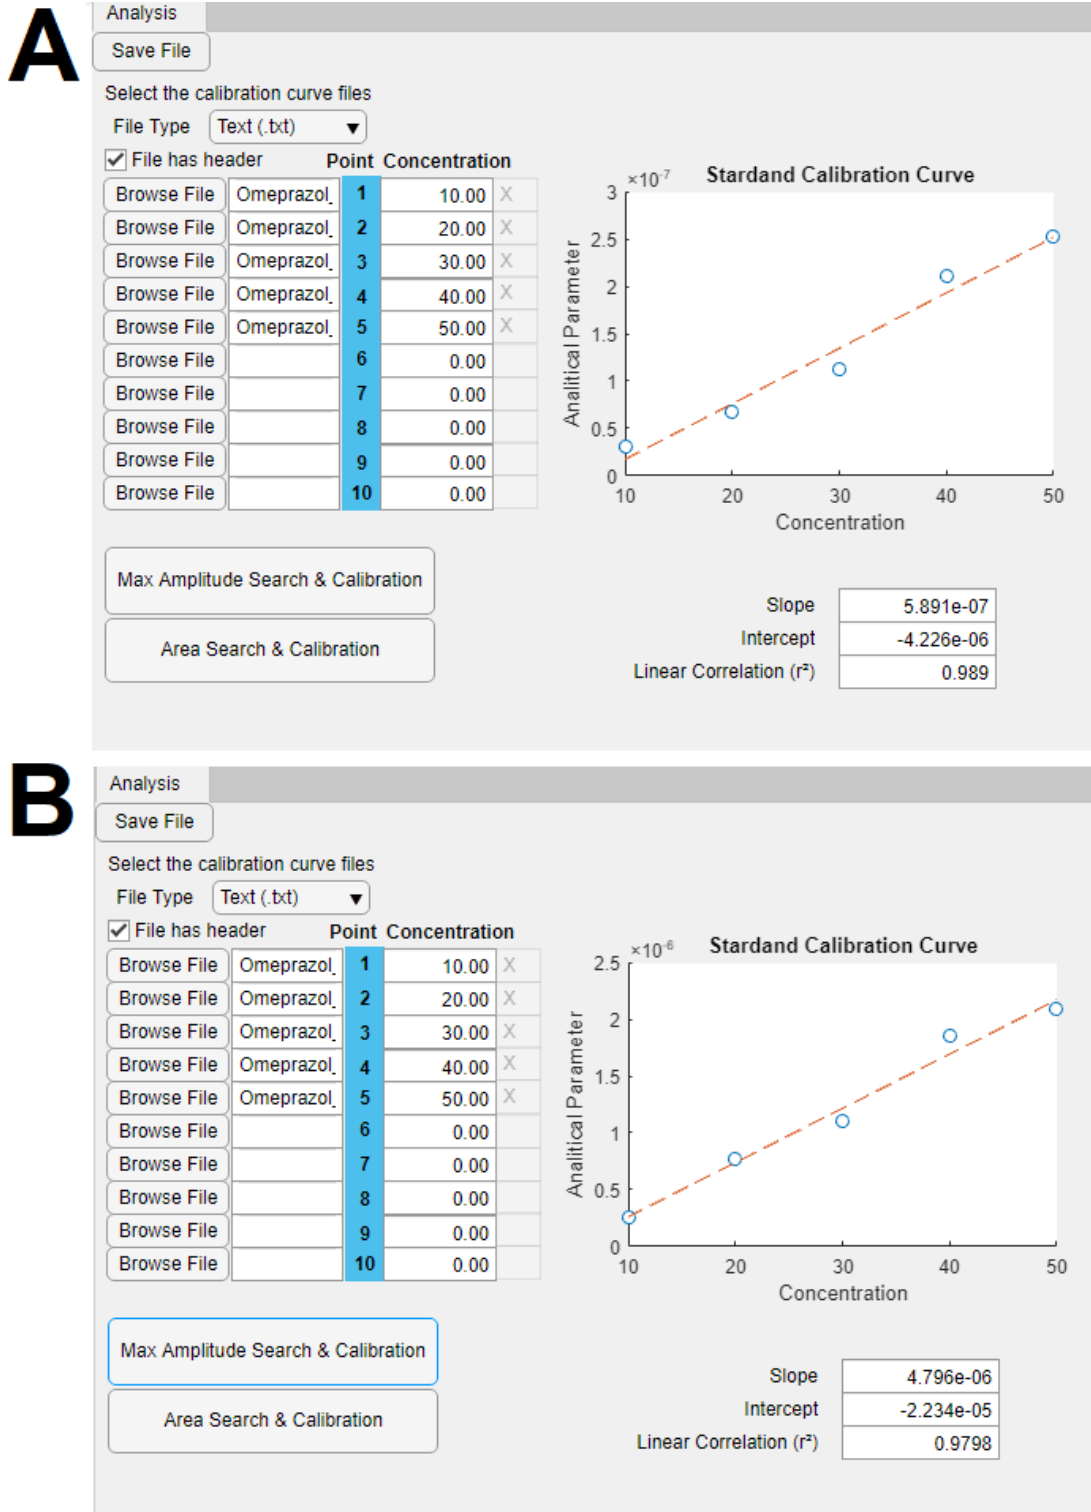 A
Analysis
Save File
Select the calibration curve files
File Type Text (.txt)
File has header Point Concentration
Browse File Omeprazol_ 1 10.00 X
Browse File Omeprazol_ 2 20.00 X
Browse File Omeprazol_ 3 30.00 X
Browse File Omeprazol_ 4 40.00 X
Browse File Omeprazol_ 5 50.00 X
Browse File 6 0.00
Browse File 7 0.00
Browse File 8 0.00
Browse File 9 0.00
Browse File 10 0.00
Max Amplitude Search & Calibration
Area Search & Calibration
×10⁻⁷ Stardand Calibration Curve
Analitical Parameter
3
2.5
2
1.5
1
0.5
0
10 20 30 40 50
Concentration
Slope 5.891e-07
Intercept -4.226e-06
Linear Correlation (r²) 0.989
B
Analysis
Save File
Select the calibration curve files
File Type Text (.txt)
File has header Point Concentration
Browse File Omeprazol_ 1 10.00 X
Browse File Omeprazol_ 2 20.00 X
Browse File Omeprazol_ 3 30.00 X
Browse File Omeprazol_ 4 40.00 X
Browse File Omeprazol_ 5 50.00 X
Browse File 6 0.00
Browse File 7 0.00
Browse File 8 0.00
Browse File 9 0.00
Browse File 10 0.00
Max Amplitude Search & Calibration
Area Search & Calibration
×10⁻⁶ Stardand Calibration Curve
Analitical Parameter
2.5
2
1.5
1
0.5
0
10 20 30 40 50
Concentration
Slope 4.796e-06
Intercept -2.234e-05
Linear Correlation (r²) 0.9798